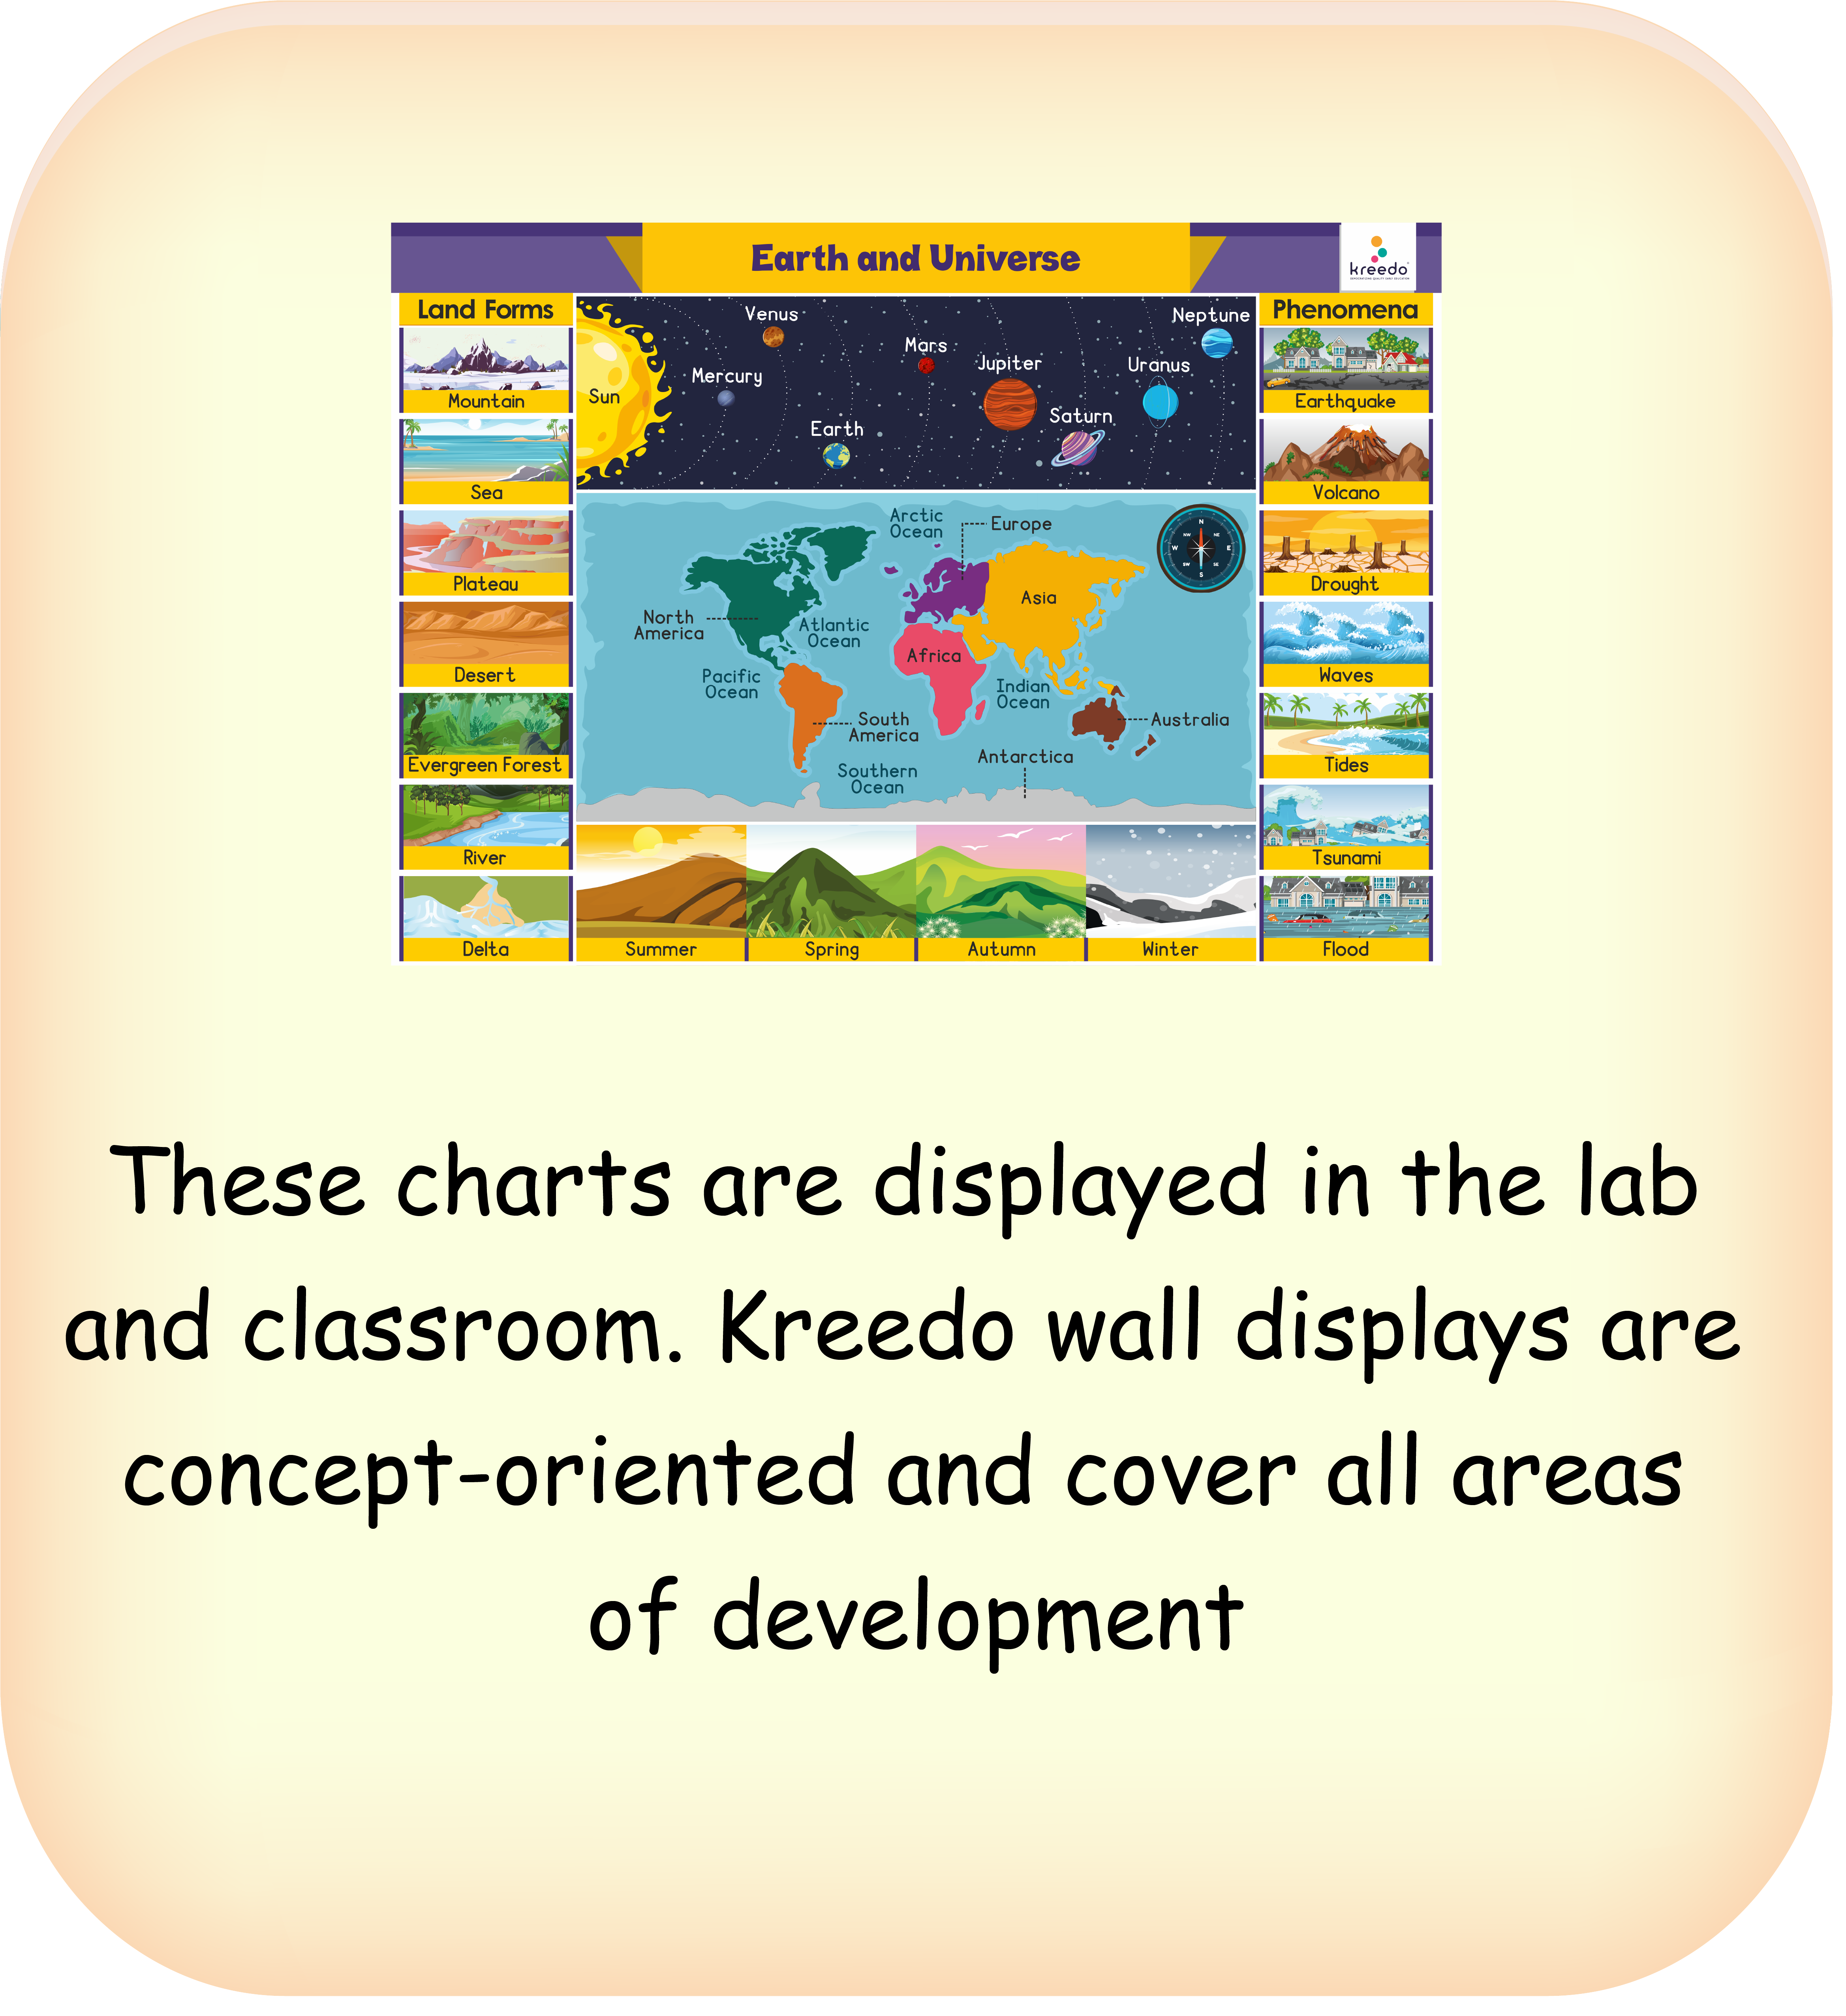 Earth and Universe
kreedo
Land Forms
Mountain
Sea
Plateau
Desert
Evergreen Forest
River
Delta
Sun
Mercury
Venus
Earth
Mars
Jupiter
Saturn
Uranus
Neptune
Arctic
Ocean
Europe
Asia
North
America
Atlantic
Ocean
Africa
Pacific
Ocean
Indian
Ocean
South
America
Australia
Antarctica
Southern
Ocean
N
NW
NE
W
E
SW
SE
S
Summer
Spring
Autumn
Winter
Phenomena
Earthquake
Volcano
Drought
Waves
Tides
Tsunami
Flood
These charts are displayed in the lab
and classroom. Kreedo wall displays are
concept-oriented and cover all areas
of development